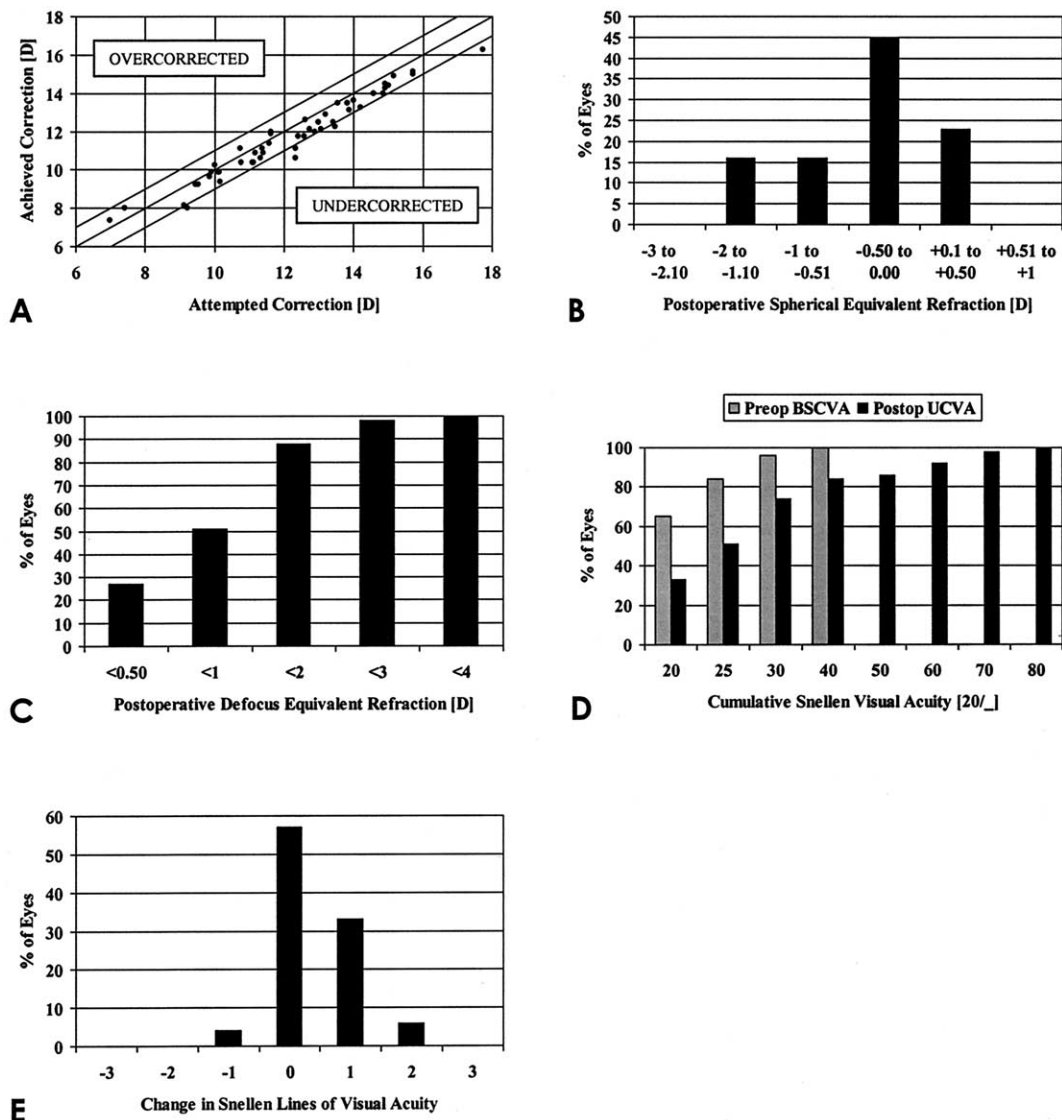 18
16
14
12
10
8
6
Achieved Correction [D]
OVERCORRECTED
UNDERCORRECTED
6 8 10 12 14 16 18
Attempted Correction [D]
A
45
40
35
30
25
20
15
10
5
0
% of Eyes
-3 to -2 to -1 to -0.50 to +0.1 to +0.51 to
-2.10 -1.10 -0.51 0.00 +0.50 +1
Postoperative Spherical Equivalent Refraction [D]
B
100
90
80
70
60
50
40
30
20
10
0
% of Eyes
<0.50 <1 <2 <3 <4
Postoperative Defocus Equivalent Refraction [D]
C
Preop BSCVA Postop UCVA
100
80
60
40
20
0
% of Eyes
20 25 30 40 50 60 70 80
Cumulative Snellen Visual Acuity [20/_]
D
60
50
40
30
20
10
0
% of Eyes
-3 -2 -1 0 1 2 3
Change in Snellen Lines of Visual Acuity
E